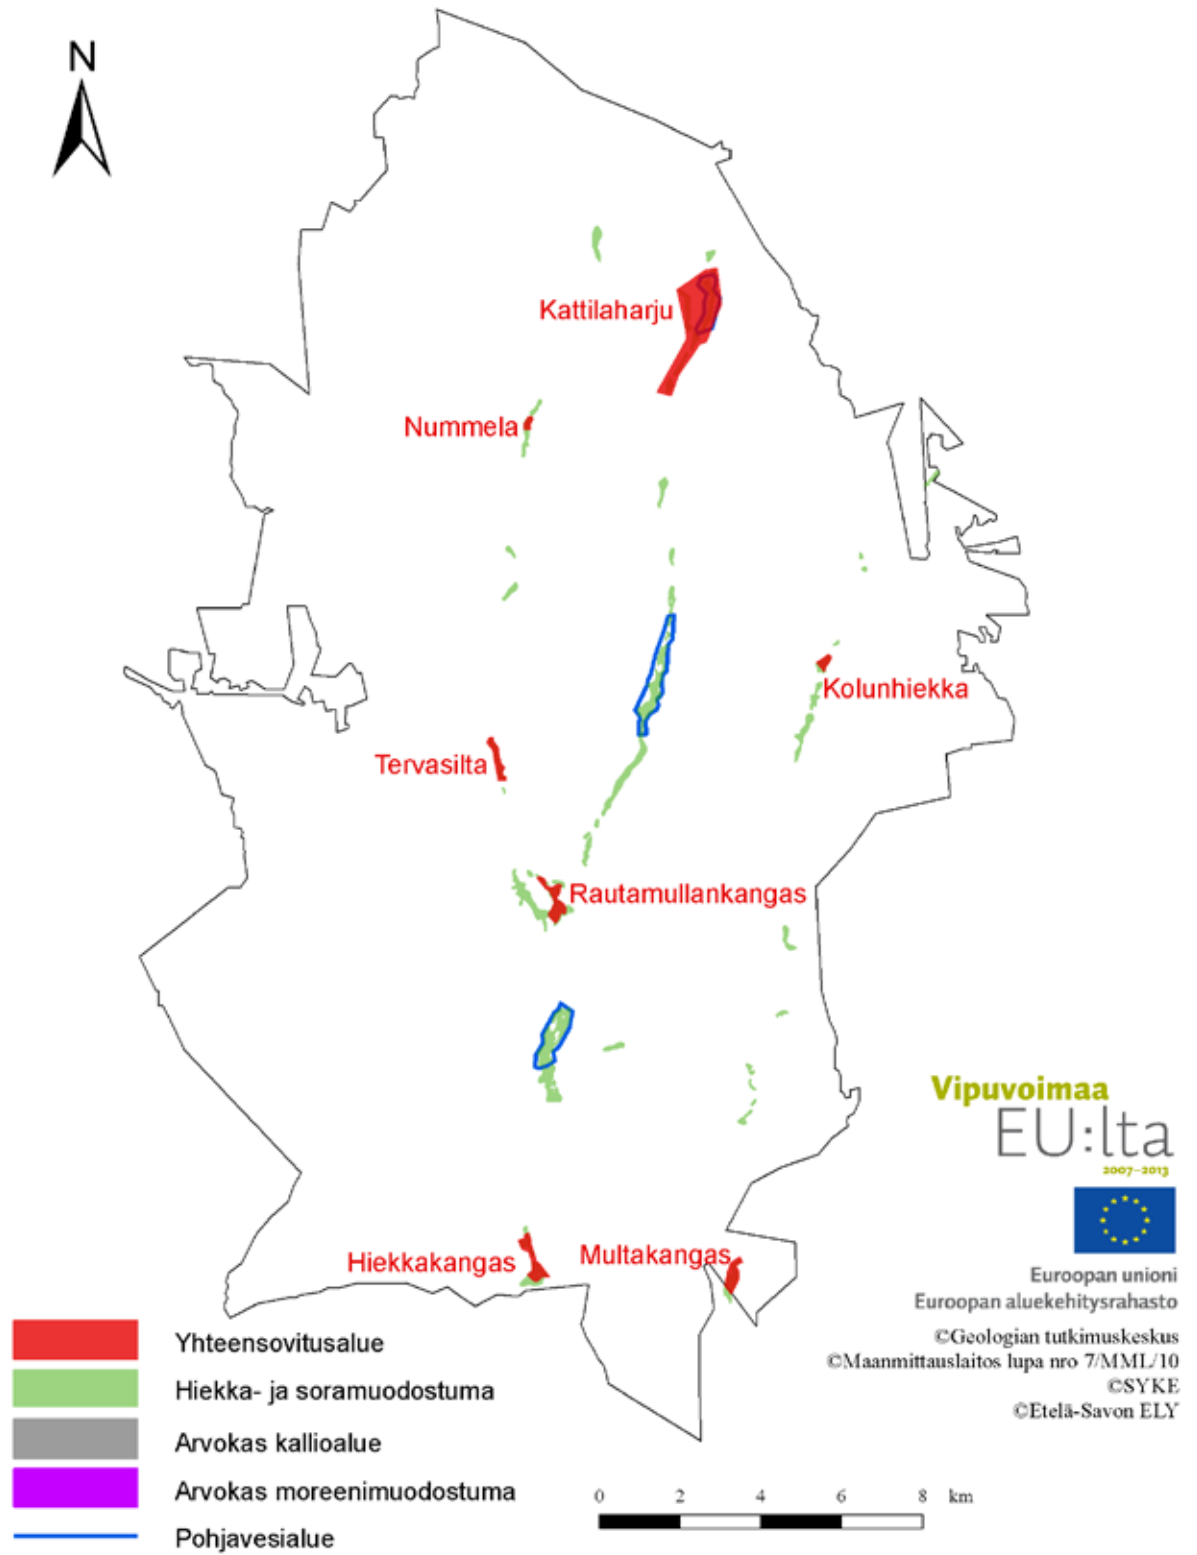 N
Kattilaharju
Nummela
Kolunhiekka
Tervasilta
Rautamullankangas
Hiekkakangas
Multakangas
Vipuvoimaa
EU:lta
2007–2013
Euroopan unioni
Euroopan aluekehitysrahasto
©Geologian tutkimuskeskus
©Maanmittauslaitos lupa nro 7/MML/10
©SYKE
©Etelä-Savon ELY
Yhteensovitusalue
Hiekka- ja soramuodostuma
Arvokas kallioalue
Arvokas moreenimuodostuma
Pohjavesialue
0 2 4 6 8 km